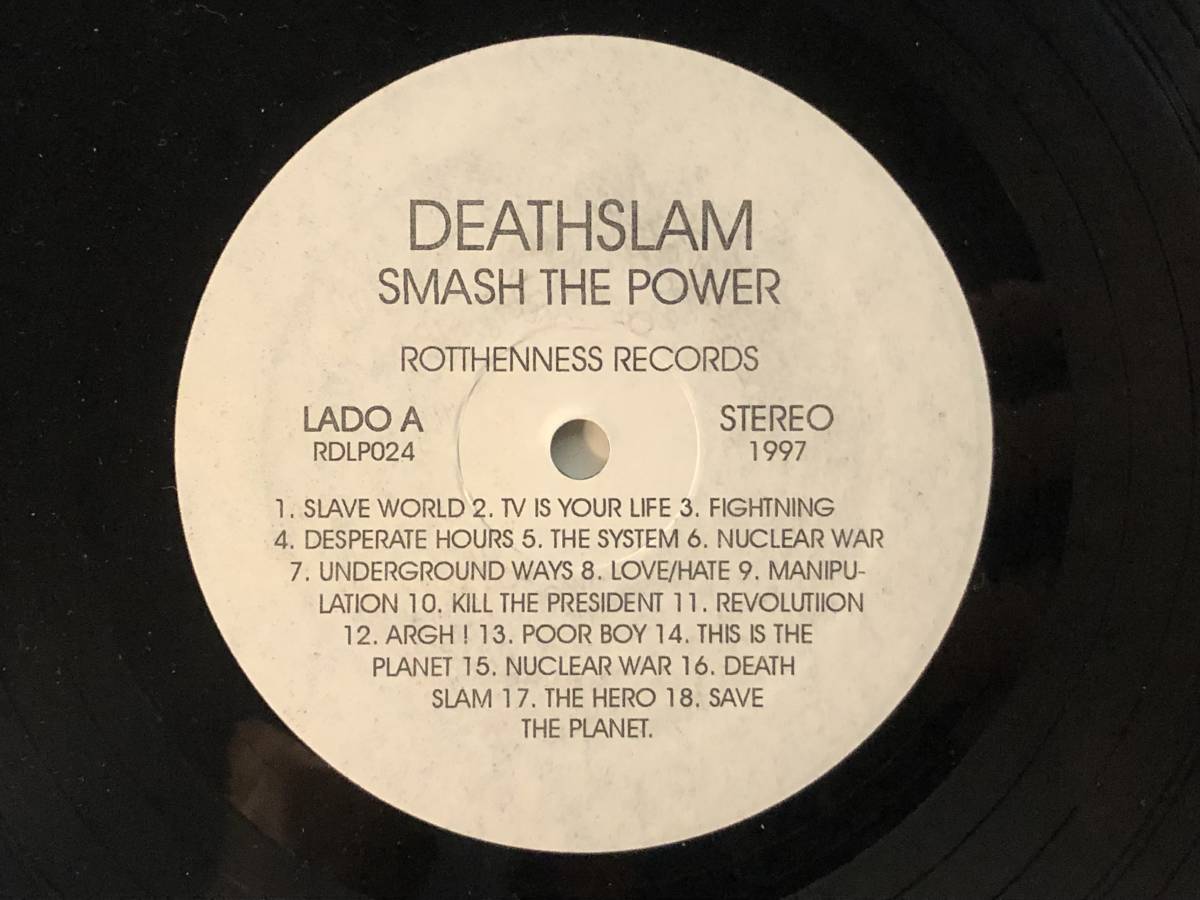 DEATHSLAM
SMASH THE POWER
ROTTHENNESS RECORDS
LADO A STEREO
RDLP024 1997
1. SLAVE WORLD 2. TV IS YOUR LIFE 3. FIGHTNING
4. DESPERATE HOURS 5. THE SYSTEM 6. NUCLEAR WAR
7. UNDERGROUND WAYS 8. LOVE/HATE 9. MANIPU-
LATION 10. KILL THE PRESIDENT 11. REVOLUTIION
12. ARGH ! 13. POOR BOY 14. THIS IS THE
PLANET 15. NUCLEAR WAR 16. DEATH
SLAM 17. THE HERO 18. SAVE
THE PLANET.